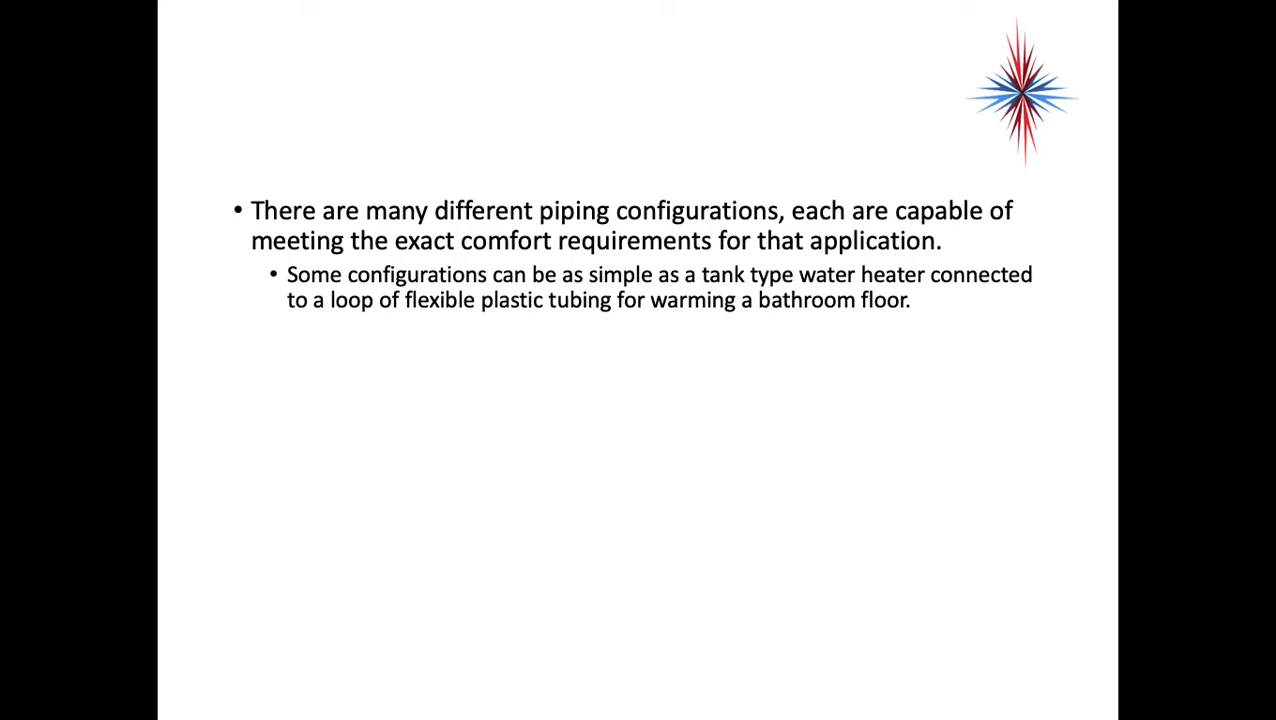 • There are many different piping configurations, each are capable of
meeting the exact comfort requirements for that application.
• Some configurations can be as simple as a tank type water heater connected
to a loop of flexible plastic tubing for warming a bathroom floor.